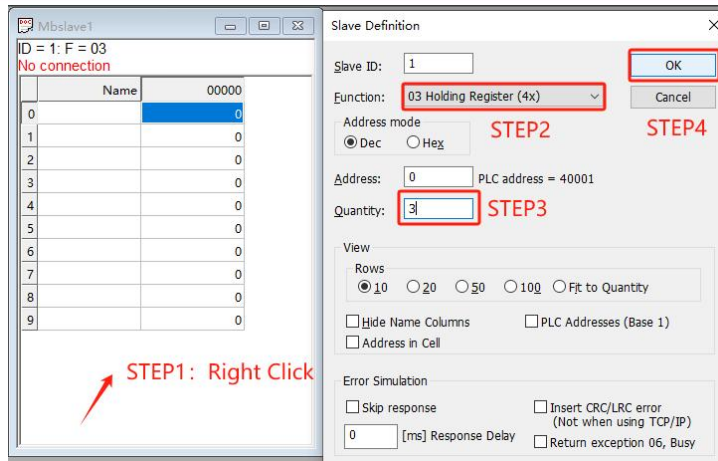 Mbslave1
ID = 1: F = 03
No connection
Name 00000
0 0
1 0
2 0
3 0
4 0
5 0
6 0
7 0
8 0
9 0
STEP1: Right Click
Slave Definition
Slave ID: 1
OK
Function: 03 Holding Register (4x)
Cancel
Address mode
Dec Hex
STEP2
STEP4
Address: 0 PLC address = 40001
Quantity: 3
STEP3
View
Rows
10 20 50 100 Fit to Quantity
Hide Name Columns PLC Addresses (Base 1)
Address in Cell
Error Simulation
Skip response Insert CRC/LRC error
(Not when using TCP/IP)
0 [ms] Response Delay
Return exception 06, Busy